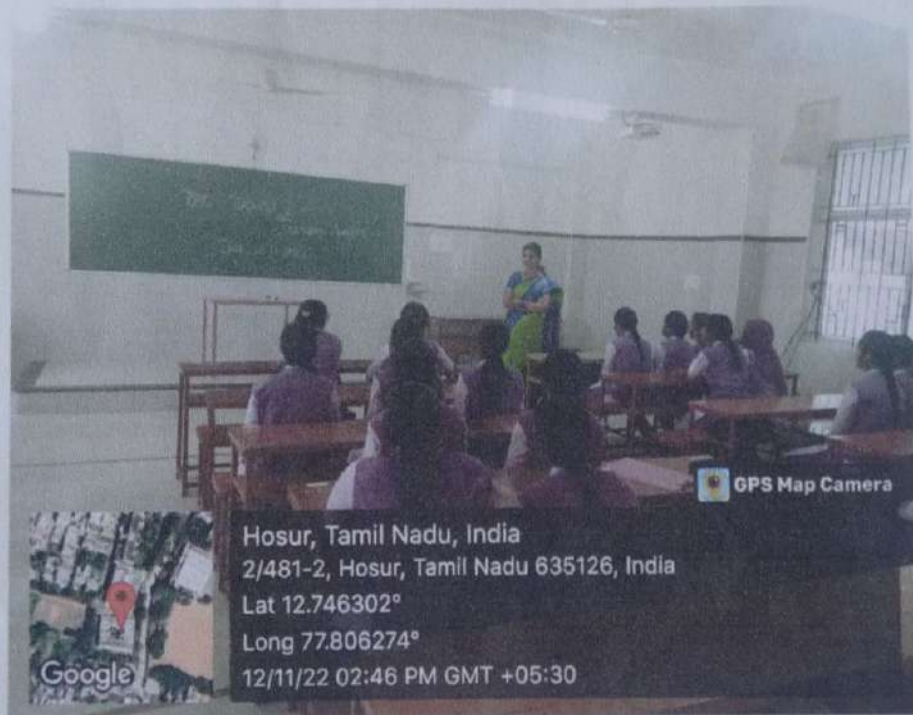 GPS Map Camera
Hosur, Tamil Nadu, India
2/481-2, Hosur, Tamil Nadu 635126, India
Lat 12.746302°
Long 77.806274°
12/11/22 02:46 PM GMT +05:30
Google